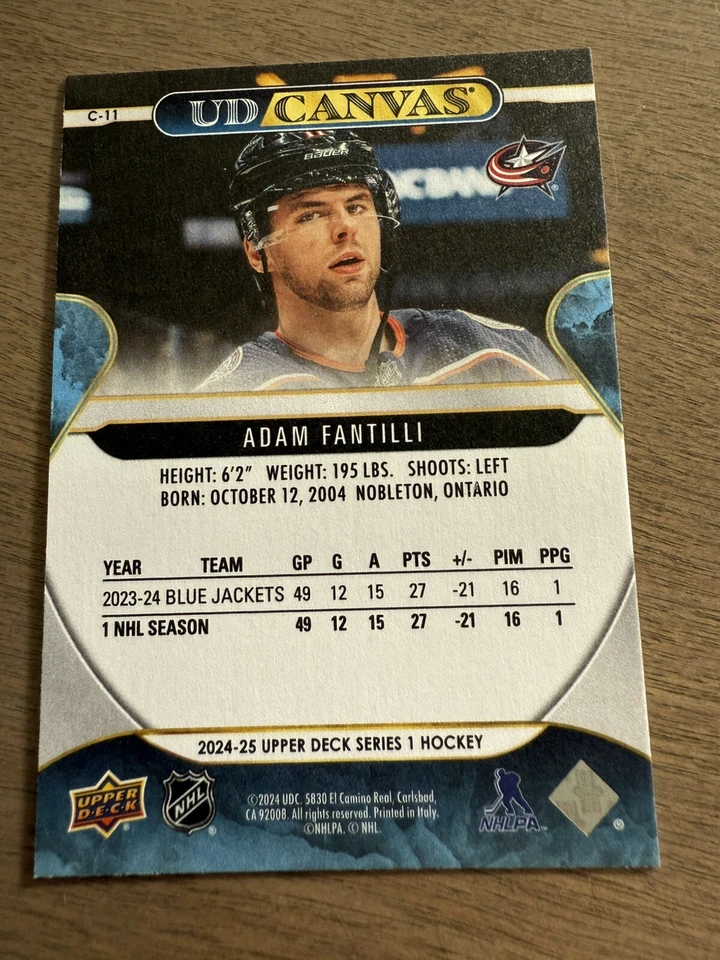 C-11
UD CANVAS®
BAUER
ADAM FANTILLI
HEIGHT: 6'2" WEIGHT: 195 LBS. SHOOTS: LEFT
BORN: OCTOBER 12, 2004 NOBLETON, ONTARIO
YEAR TEAM GP G A PTS +/- PIM PPG
2023-24 BLUE JACKETS 49 12 15 27 -21 16 1
1 NHL SEASON 49 12 15 27 -21 16 1
2024-25 UPPER DECK SERIES 1 HOCKEY
UPPER DECK
NHL
©2024 UDC. 5830 El Camino Real, Carlsbad,
CA 92008. All rights reserved. Printed in Italy.
©NHLPA. © NHL.
NHLPA